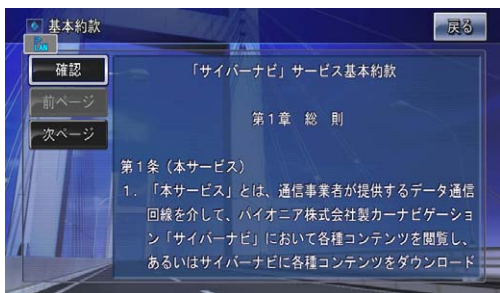 基本約款
戻る
LAN
確認
前ページ
次ページ
「サイバーナビ」サービス基本約款
第1章 総 則
第1条（本サービス）
1. 「本サービス」とは、通信事業者が提供するデータ通信
回線を介して、パイオニア株式会社製カーナビゲーショ
ン「サイバーナビ」において各種コンテンツを閲覧し、
あるいはサイバーナビに各種コンテンツをダウンロード